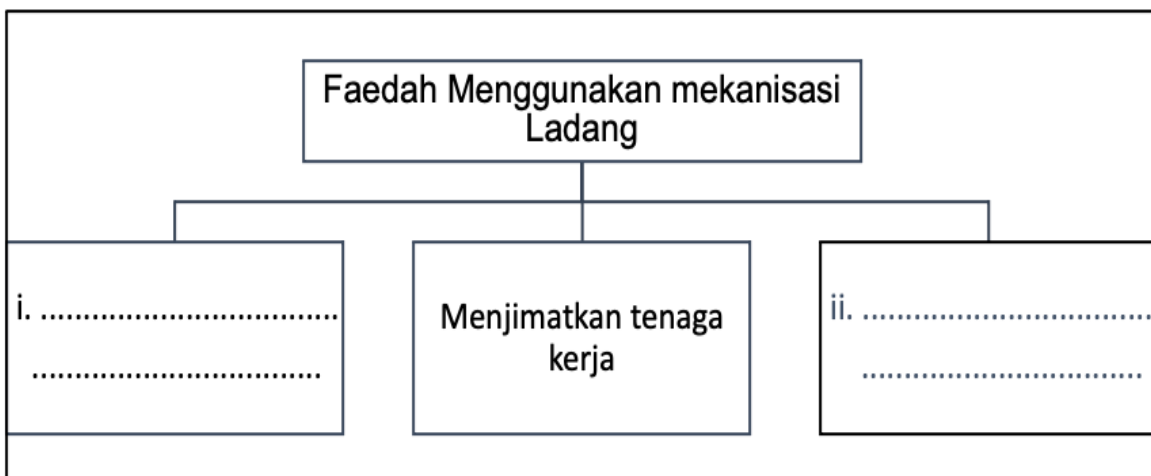 Faedah Menggunakan mekanisasi
Ladang
i. ..................................
.................................
Menjimatkan tenaga
kerja
ii. .................................
................................